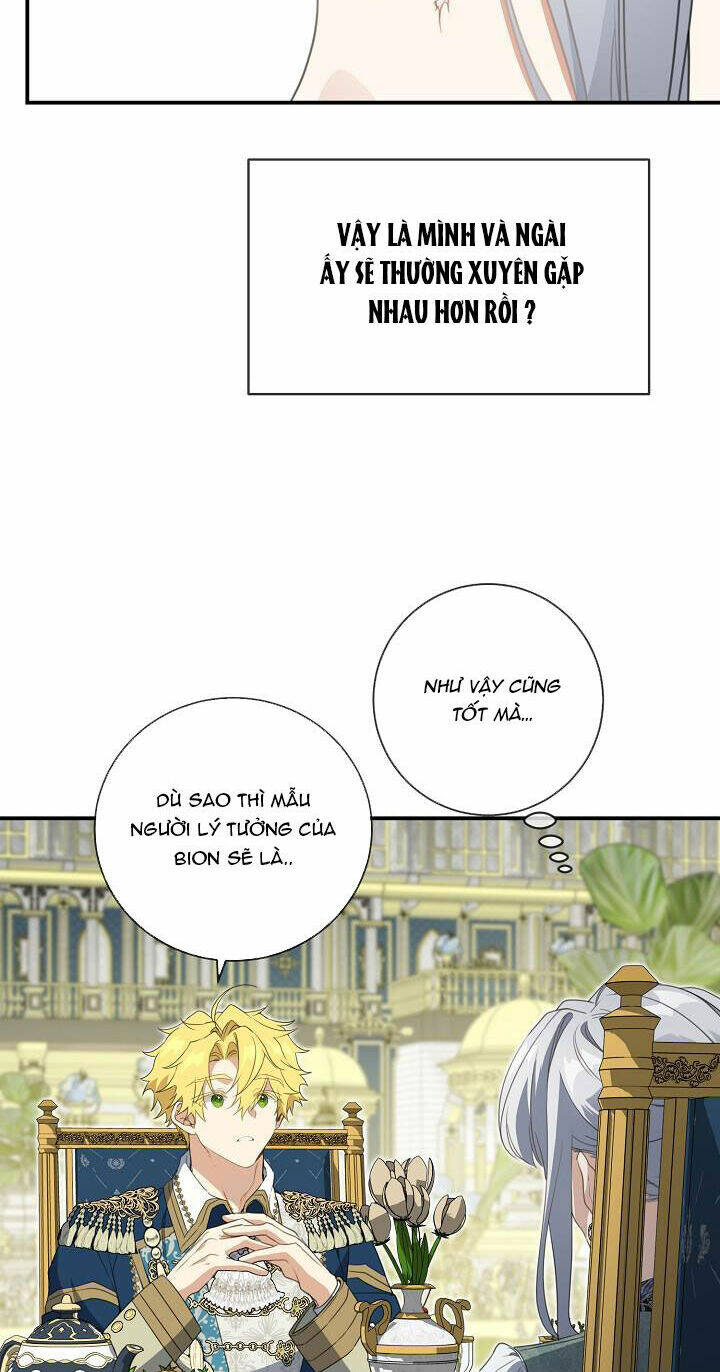 VẬY LÀ MÌNH VÀ NGÀI
ẤY SẼ THƯỜNG XUYÊN GẶP
NHAU HƠN RỒI ?
NHƯ VẬY CŨNG
TỐT MÀ...
DÙ SAO THÌ MẪU
NGƯỜI LÝ TƯỞNG CỦA
BION SẼ LÀ..